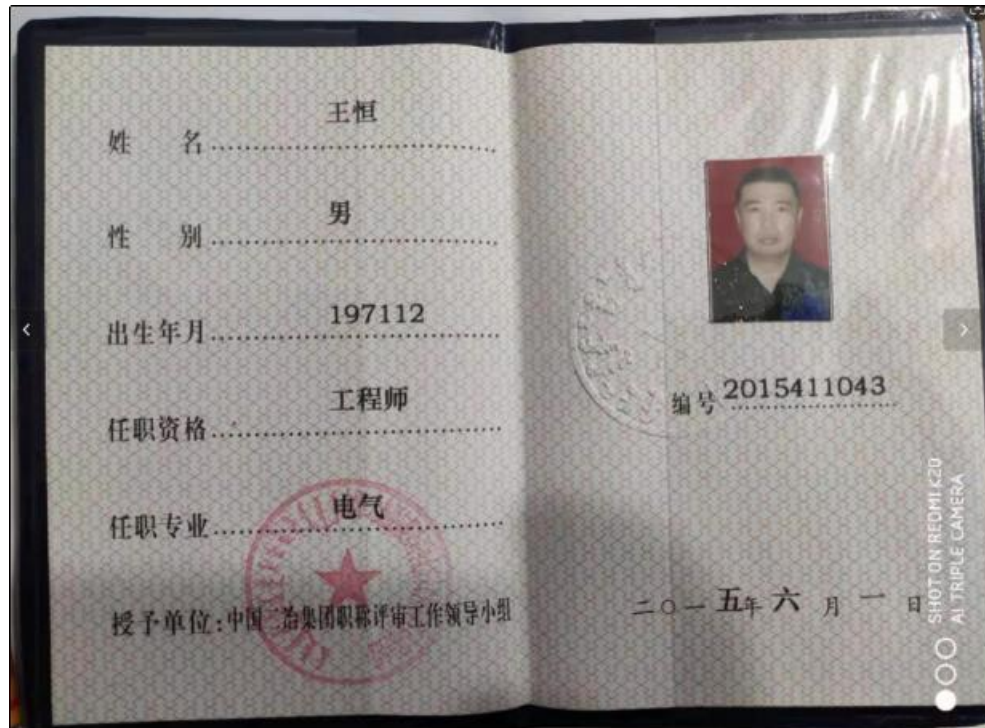 姓 名 王恒
性 别 男
出生年月 197112
任职资格 工程师
任职专业 电气
授予单位:中国二冶集团职称评审工作领导小组
编号 2015411043
二〇一五年六月一日
SHOT ON REDMI K20
AI TRIPLE CAMERA